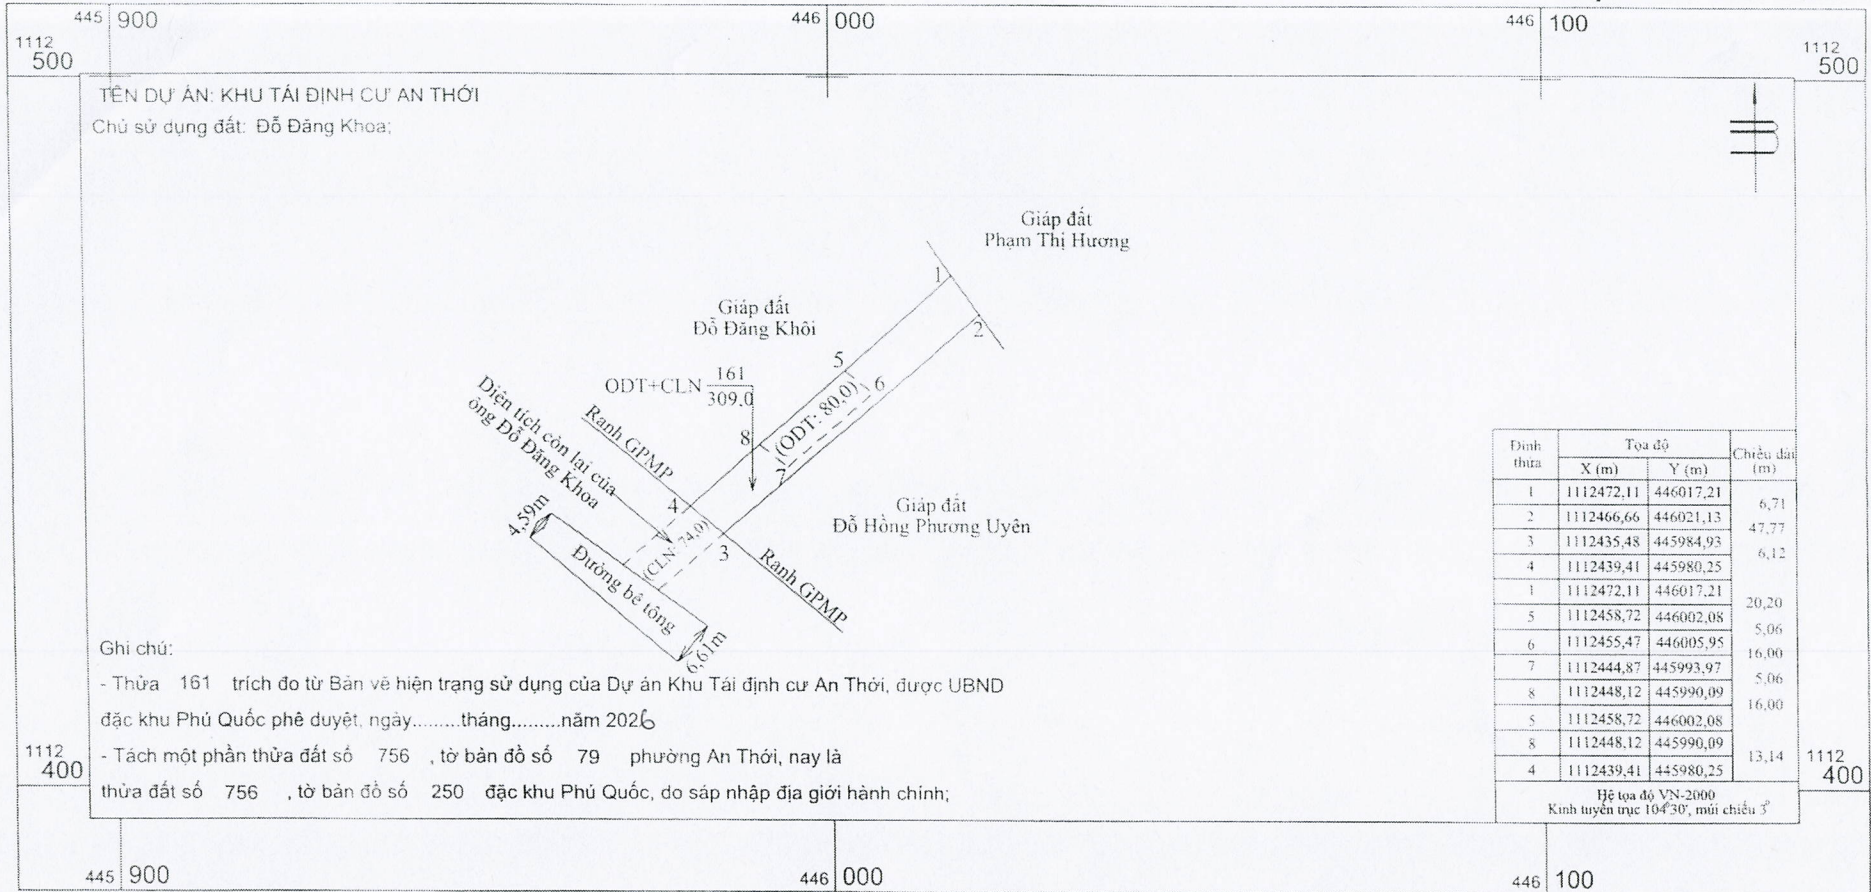 445 900
446 000
446 100
1112
500
1112
500
TÊN DỰ ÁN: KHU TÁI ĐỊNH CƯ AN THỚI
Chủ sử dụng đất: Đỗ Đăng Khoa;
Giáp đất
Phạm Thị Hương
1
2
Giáp đất
Đỗ Đăng Khôi
5
6
ODT+CLN 161
309,0
(ODT: 80,0)
8
7
Ranh GPMP
Diện tích còn lại của
ông Đỗ Đăng Khoa
4
3
Giáp đất
Đỗ Hồng Phương Uyên
(CLN: 74,0)
4,59m
Đường bê tông
6,61m
Ranh GPMP
Đỉnh
thửa
Tọa độ
Chiều dài
(m)
X (m) Y (m)
1 1112472,11 446017,21
6,71
2 1112466,66 446021,13
47,77
3 1112435,48 445984,93
6,12
4 1112439,41 445980,25
1 1112472,11 446017,21
20,20
5 1112458,72 446002,08
5,06
6 1112455,47 446005,95
16,00
7 1112444,87 445993,97
5,06
8 1112448,12 445990,09
16,00
5 1112458,72 446002,08
8 1112448,12 445990,09
13,14
4 1112439,41 445980,25
Hệ tọa độ VN-2000
Kinh tuyến trục 104°30', múi chiếu 3°
Ghi chú:
- Thửa 161 trích đo từ Bản vẽ hiện trạng sử dụng của Dự án Khu Tái định cư An Thới, được UBND
đặc khu Phú Quốc phê duyệt, ngày.........tháng.........năm 2026
- Tách một phần thửa đất số 756 , tờ bản đồ số 79 phường An Thới, nay là
thửa đất số 756 , tờ bản đồ số 250 đặc khu Phú Quốc, do sáp nhập địa giới hành chính;
1112
400
1112
400
445 900
446 000
446 100